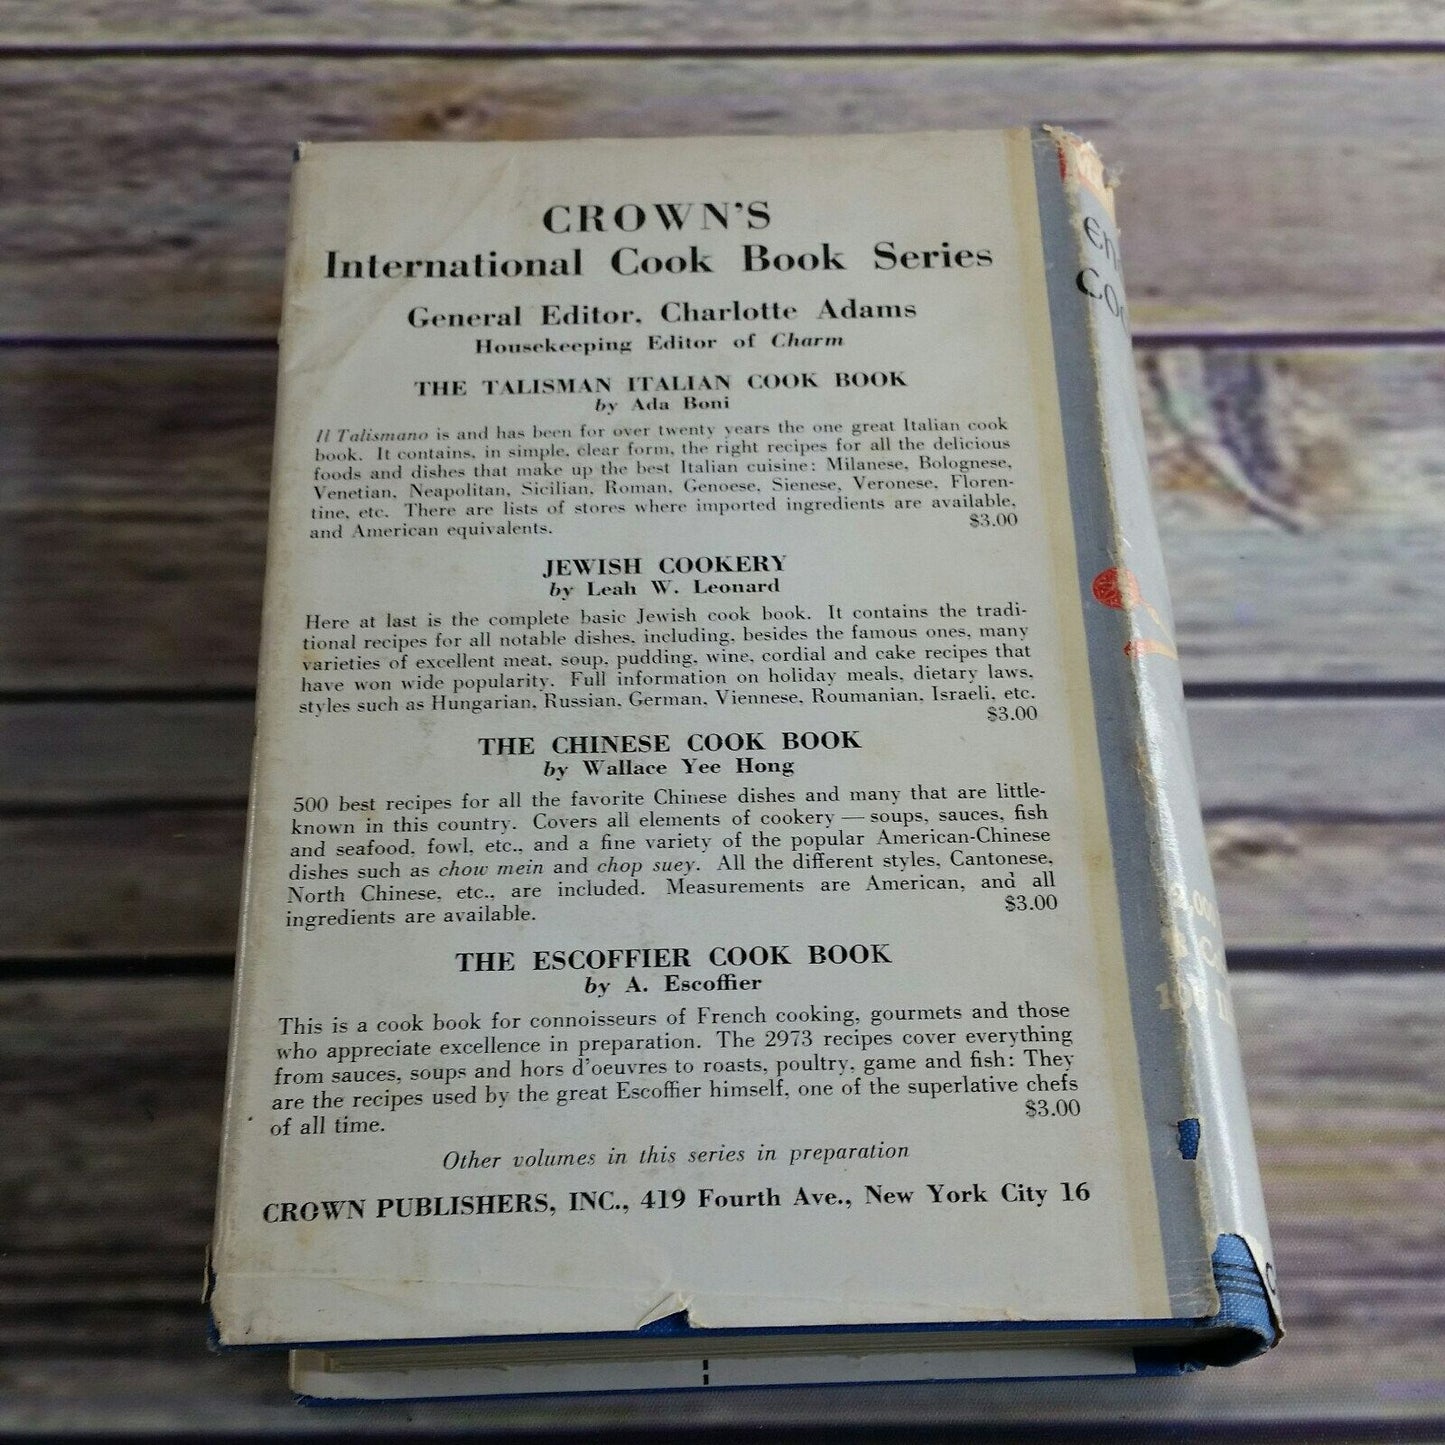 CROWN'S
International Cook Book Series
General Editor, Charlotte Adams
Housekeeping Editor of Charm
THE TALISMAN ITALIAN COOK BOOK
by Ada Boni
Il Talismano is and has been for over twenty years the one great Italian cook
book. It contains, in simple, clear form, the right recipes for all the delicious
foods and dishes that make up the best Italian cuisine: Milanese, Bolognese,
Venetian, Neapolitan, Sicilian, Roman, Genoese, Sienese, Veronese, Floren-
tine, etc. There are lists of stores where imported ingredients are available,
and American equivalents. $3.00
JEWISH COOKERY
by Leah W. Leonard
Here at last is the complete basic Jewish cook book. It contains the tradi-
tional recipes for all notable dishes, including, besides the famous ones, many
varieties of excellent meat, soup, pudding, wine, cordial and cake recipes that
have won wide popularity. Full information on holiday meals, dietary laws,
styles such as Hungarian, Russian, German, Viennese, Roumanian, Israeli, etc.
$3.00
THE CHINESE COOK BOOK
by Wallace Yee Hong
500 best recipes for all the favorite Chinese dishes and many that are little-
known in this country. Covers all elements of cookery — soups, sauces, fish
and seafood, fowl, etc., and a fine variety of the popular American-Chinese
dishes such as chow mein and chop suey. All the different styles, Cantonese,
North Chinese, etc., are included. Measurements are American, and all
ingredients are available. $3.00
THE ESCOFFIER COOK BOOK
by A. Escoffier
This is a cook book for connoisseurs of French cooking, gourmets and those
who appreciate excellence in preparation. The 2973 recipes cover everything
from sauces, soups and hors d'oeuvres to roasts, poultry, game and fish: They
are the recipes used by the great Escoffier himself, one of the superlative chefs
of all time. $3.00
Other volumes in this series in preparation
CROWN PUBLISHERS, INC., 419 Fourth Ave., New York City 16